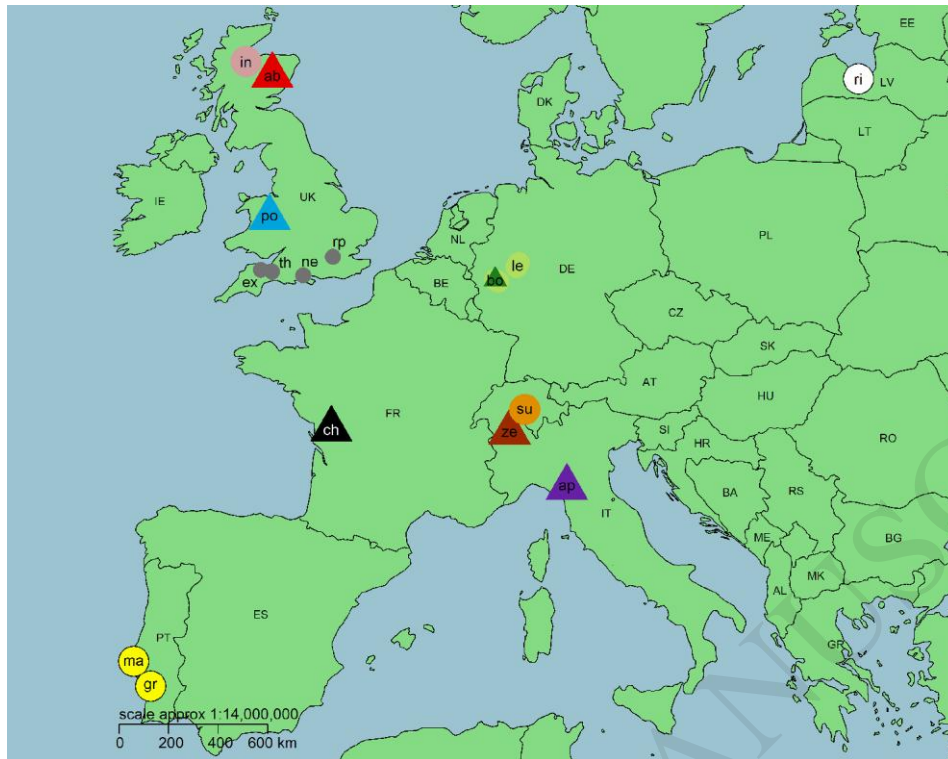 EE
in
ab
ri
LV
DK
LT
IE
UK
po
PL
NL
rp
th
ne
le
DE
ex
bo
BE
CZ
SK
AT
HU
su
FR
ch
ze
SI
HR
RO
ap
IT
BA
RS
ME
BG
MK
AL
ES
PT
GR
ma
gr
scale approx 1:14,000,000
0 200 400 600 km
ANUSC